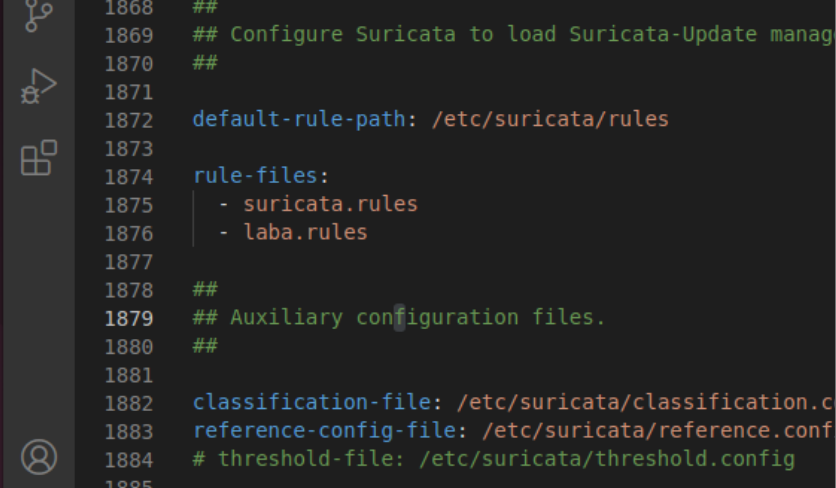 1868 ##
1869 ## Configure Suricata to load Suricata-Update manag
1870 ##
1871
1872 default-rule-path: /etc/suricata/rules
1873
1874 rule-files:
1875 - suricata.rules
1876 - laba.rules
1877
1878 ##
1879 ## Auxiliary configuration files.
1880 ##
1881
1882 classification-file: /etc/suricata/classification.c
1883 reference-config-file: /etc/suricata/reference.conf
1884 # threshold-file: /etc/suricata/threshold.config
1885